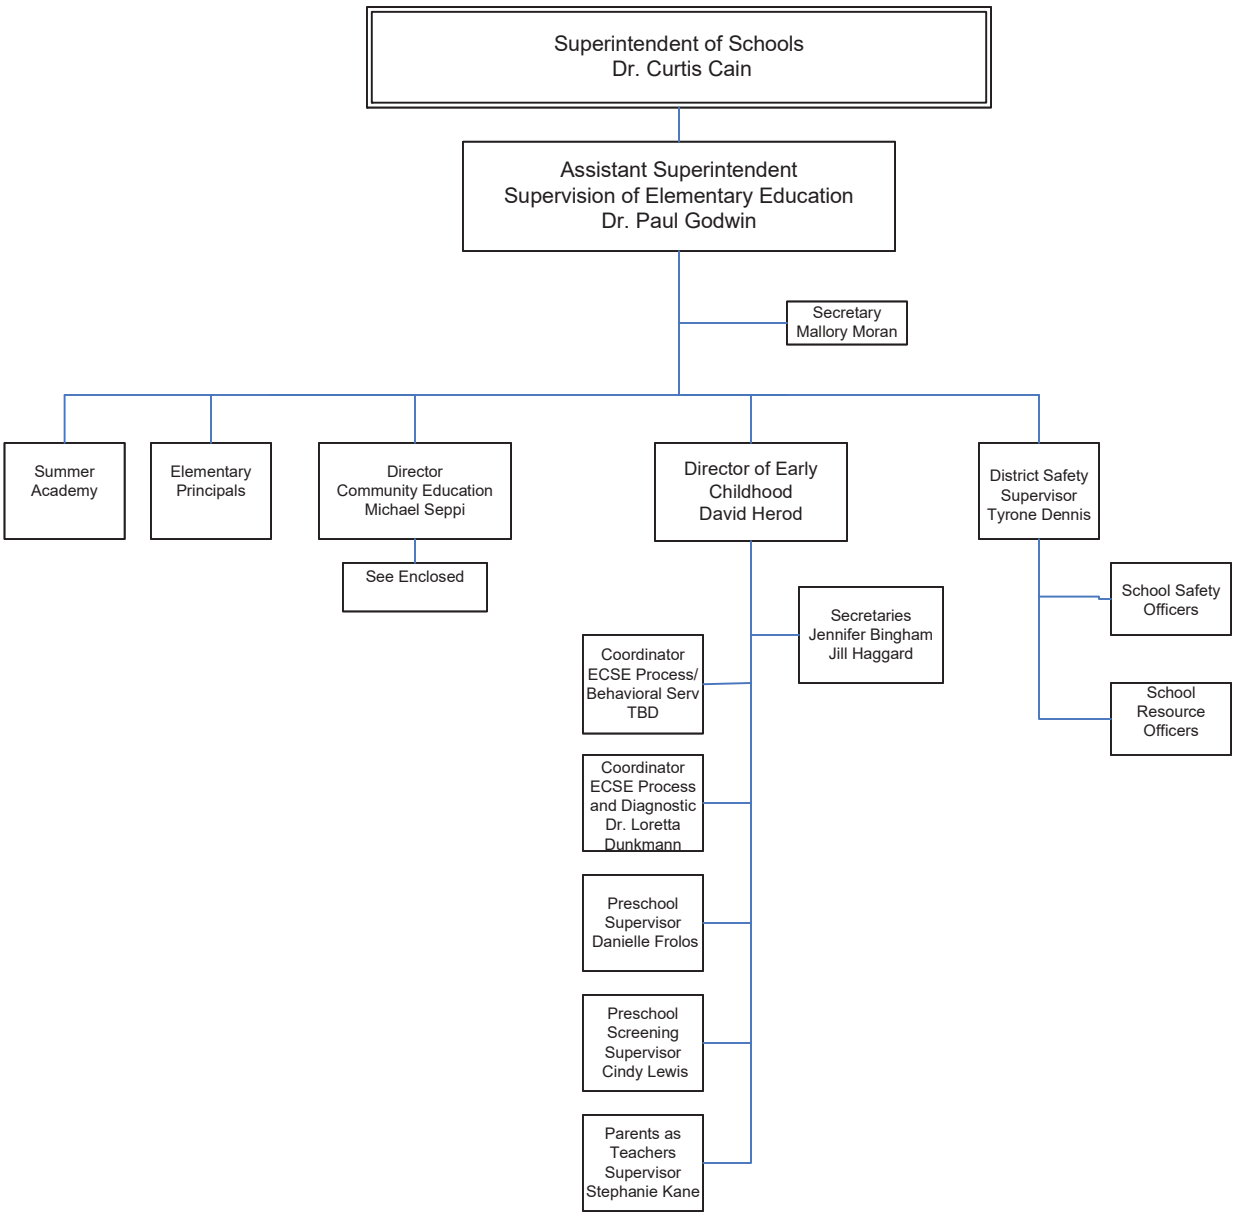 Superintendent of Schools
Dr. Curtis Cain
Assistant Superintendent
Supervision of Elementary Education
Dr. Paul Godwin
Secretary
Mallory Moran
Summer
Academy
Elementary
Principals
Director
Community Education
Michael Seppi
See Enclosed
Director of Early
Childhood
David Herod
District Safety
Supervisor
Tyrone Dennis
School Safety
Officers
School
Resource
Officers
Secretaries
Jennifer Bingham
Jill Haggard
Coordinator
ECSE Process/
Behavioral Serv
TBD
Coordinator
ECSE Process
and Diagnostic
Dr. Loretta
Dunkmann
Preschool
Supervisor
Danielle Frolos
Preschool
Screening
Supervisor
Cindy Lewis
Parents as
Teachers
Supervisor
Stephanie Kane